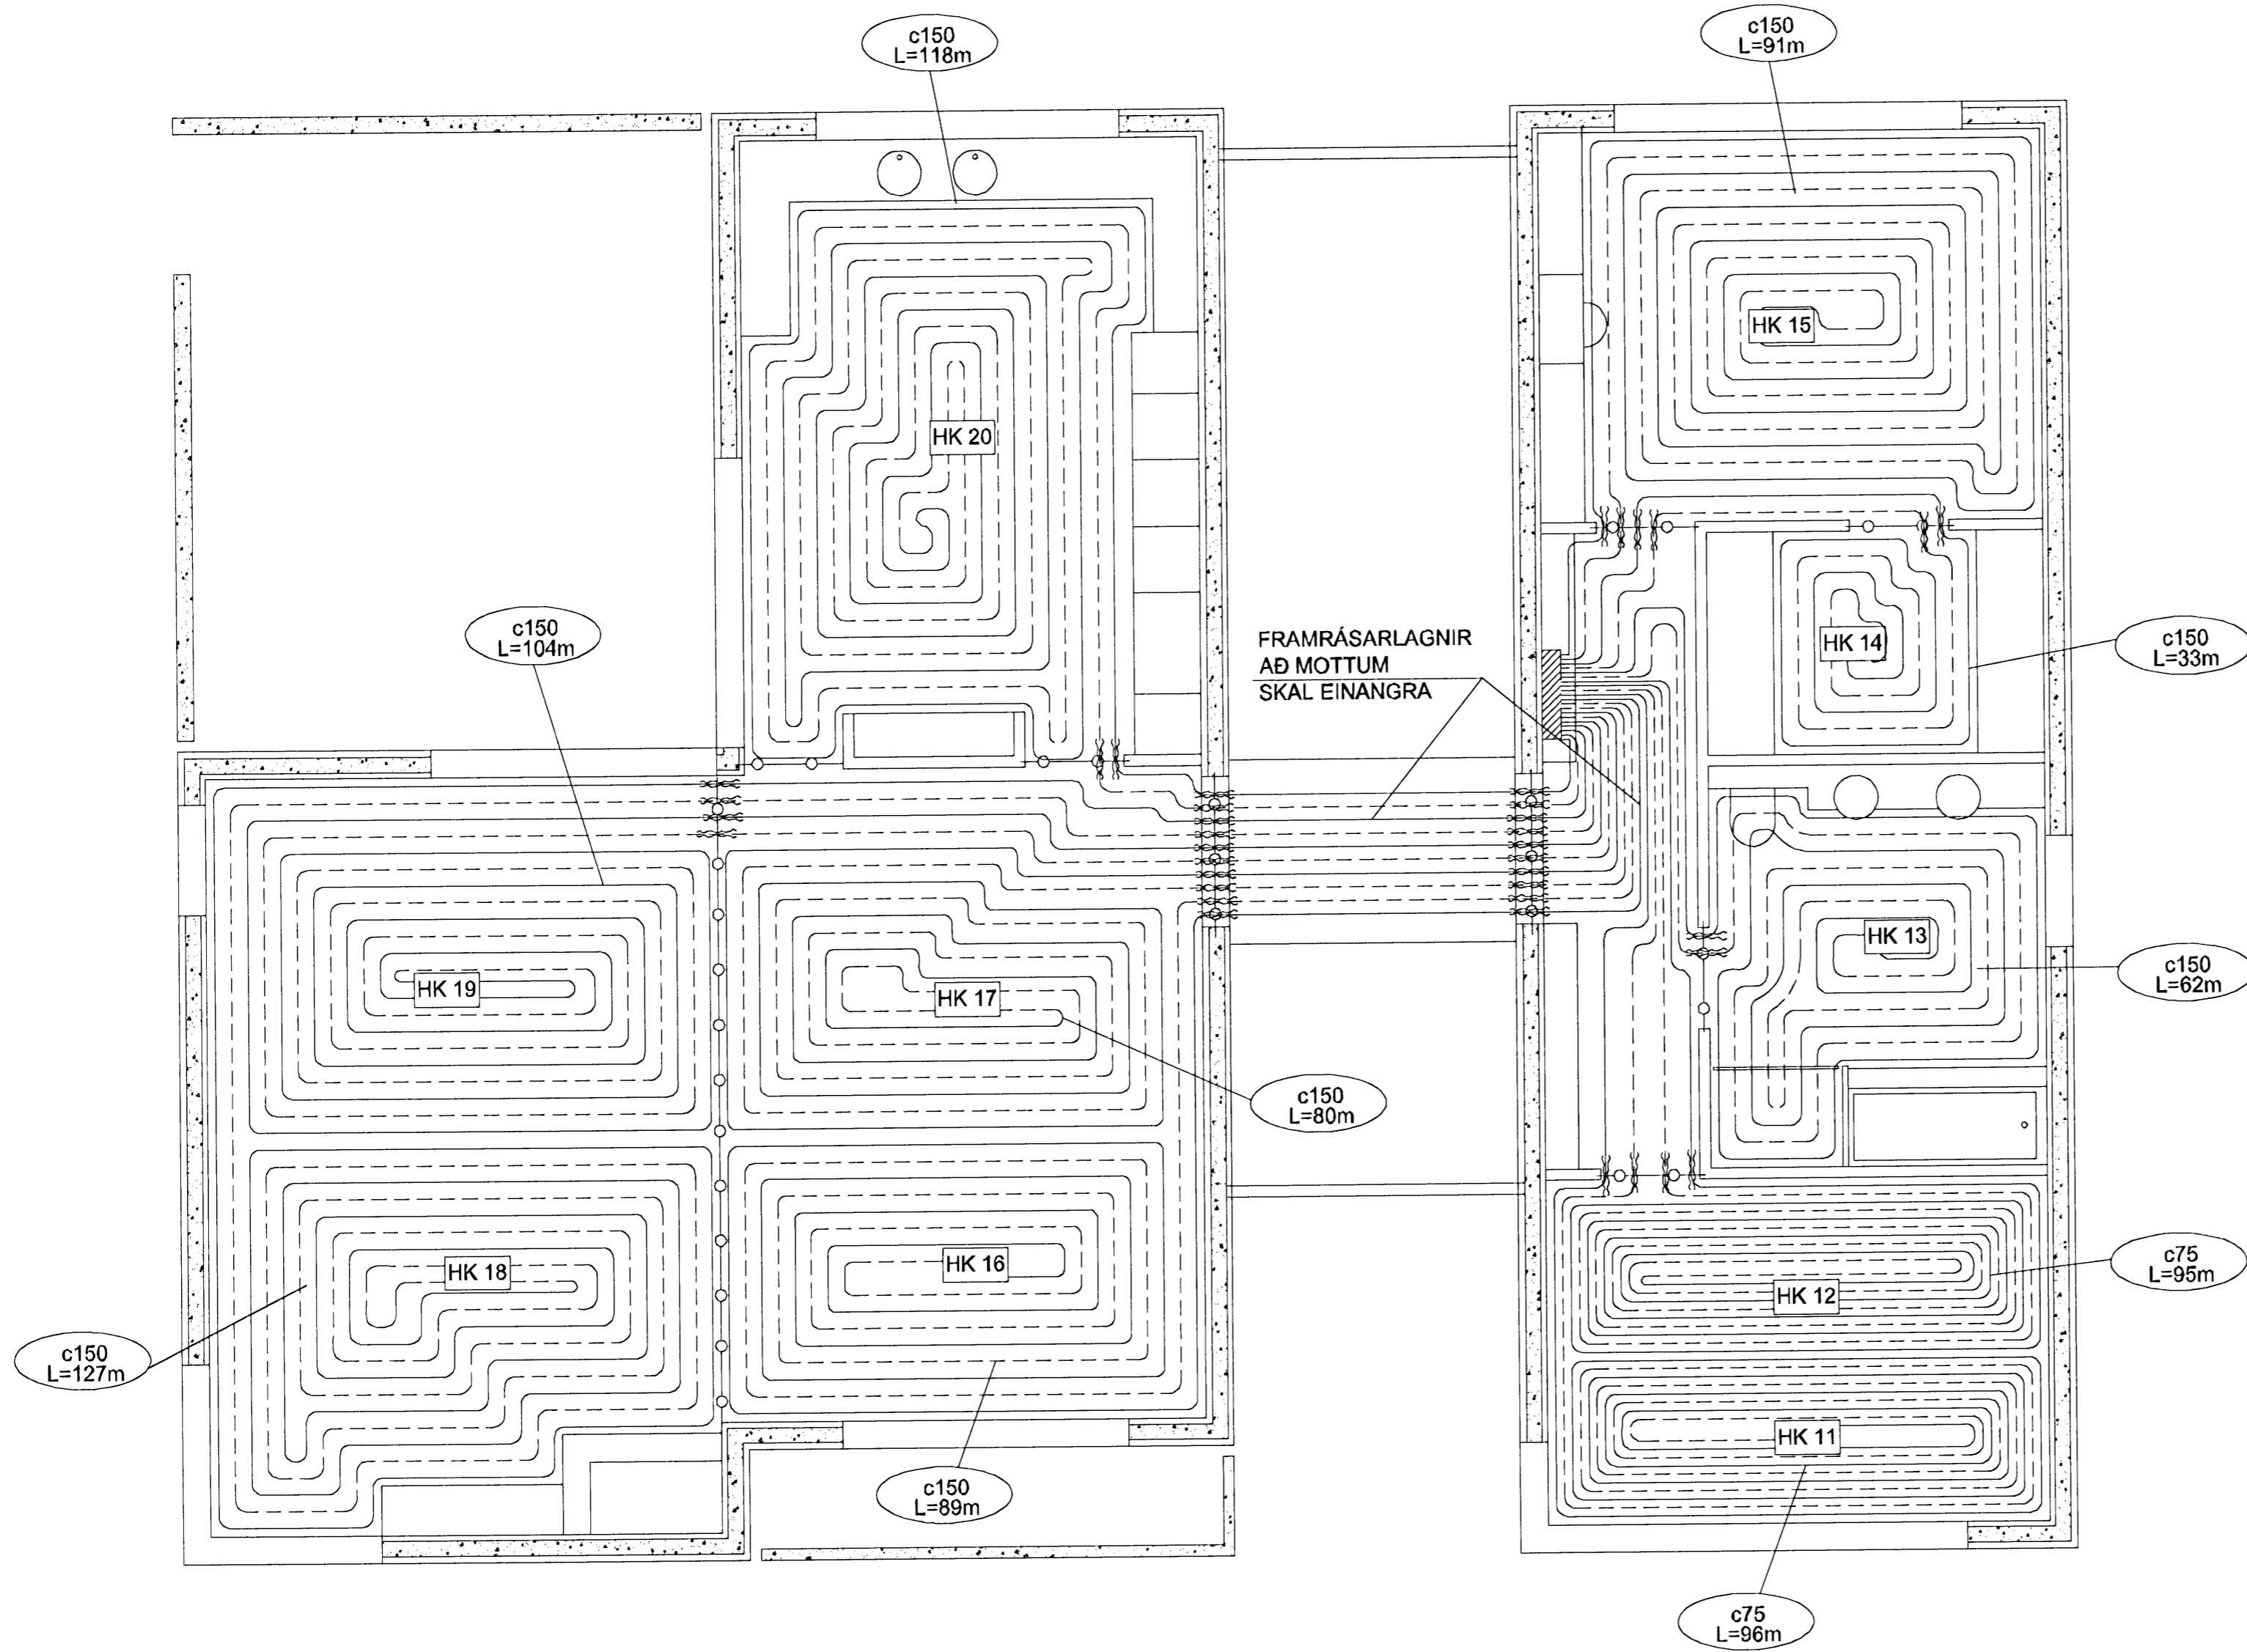 c150
L=118m
c150
L=91m
HK 15
HK 20
c150
L=104m
FRAMRÁSARLAGNIR
AÐ MOTTUM
SKAL EINANGRA
HK 14
c150
L=33m
HK 13
c150
L=62m
HK 19
HK 17
c150
L=80m
HK 18
HK 16
HK 12
c75
L=95m
c150
L=127m
HK 11
c150
L=89m
c75
L=96m